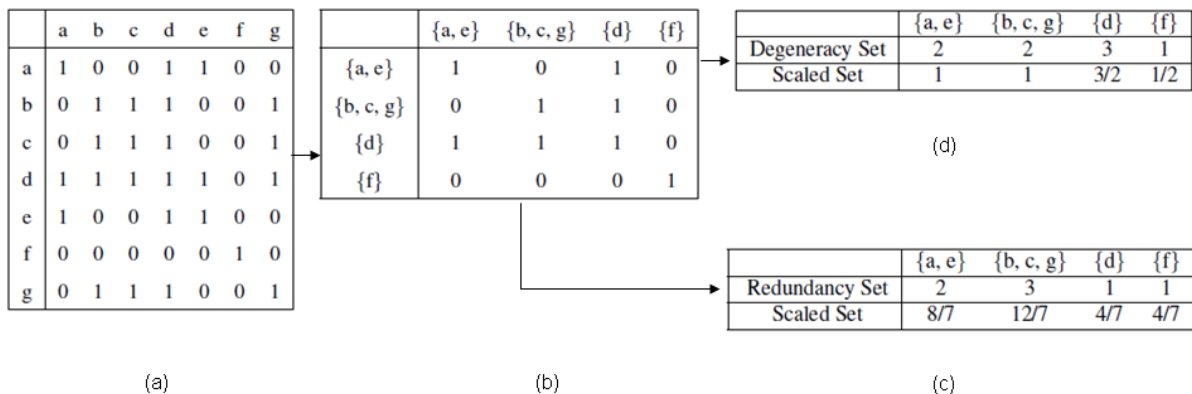 a b c d e f g
a 1 0 0 1 1 0 0
b 0 1 1 1 0 0 1
c 0 1 1 1 0 0 1
d 1 1 1 1 1 0 1
e 1 0 0 1 1 0 0
f 0 0 0 0 0 1 0
g 0 1 1 1 0 0 1
(a)
{a, e} {b, c, g} {d} {f}
{a, e} 1 0 1 0
{b, c, g} 0 1 1 0
{d} 1 1 1 0
{f} 0 0 0 1
(b)
{a, e} {b, c, g} {d} {f}
Degeneracy Set 2 2 3 1
Scaled Set 1 1 3/2 1/2
(d)
{a, e} {b, c, g} {d} {f}
Redundancy Set 2 3 1 1
Scaled Set 8/7 12/7 4/7 4/7
(c)